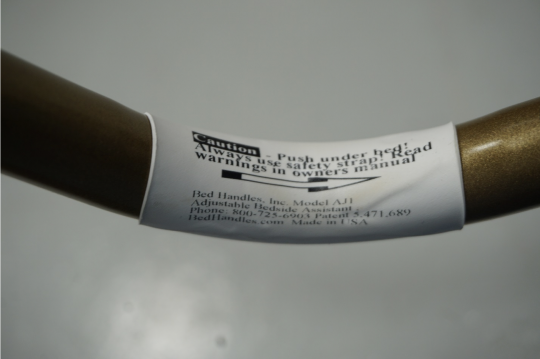 Caution - Push under bed!
Always use safety strap! Read
warnings in owners manual
Bed Handles, Inc. Model AJ1
Adjustable Bedside Assistant
Phone. 800-725-6903 Patent 5,471,689
BedHandles.com. Made in USA